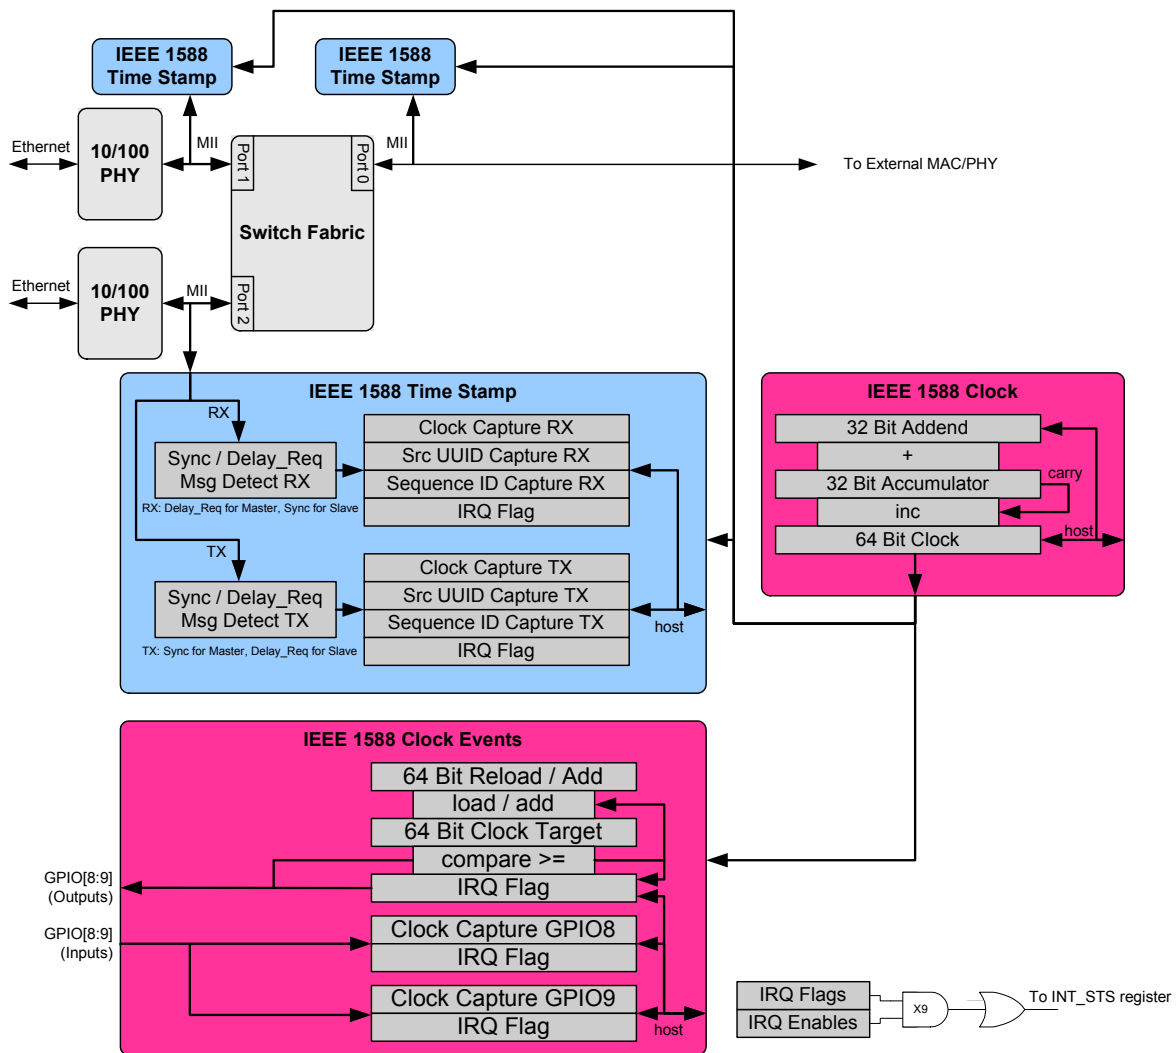 IEEE 1588
Time Stamp
IEEE 1588
Time Stamp
Ethernet
10/100
PHY
MII
Port 1
Port 0
MII
To External MAC/PHY
Switch Fabric
Ethernet
10/100
PHY
MII
Port 2
IEEE 1588 Time Stamp
RX
Sync / Delay_Req
Msg Detect RX
RX: Delay_Req for Master, Sync for Slave
Clock Capture RX
Src UUID Capture RX
Sequence ID Capture RX
IRQ Flag
TX
Sync / Delay_Req
Msg Detect TX
TX: Sync for Master, Delay_Req for Slave
Clock Capture TX
Src UUID Capture TX
Sequence ID Capture TX
IRQ Flag
host
IEEE 1588 Clock
32 Bit Addend
+
carry
32 Bit Accumulator
inc
host
64 Bit Clock
IEEE 1588 Clock Events
64 Bit Reload / Add
load / add
64 Bit Clock Target
compare >=
IRQ Flag
GPIO[8:9]
(Outputs)
GPIO[8:9]
(Inputs)
Clock Capture GPIO8
IRQ Flag
Clock Capture GPIO9
IRQ Flag
host
IRQ Flags
IRQ Enables
X9
To INT_STS register